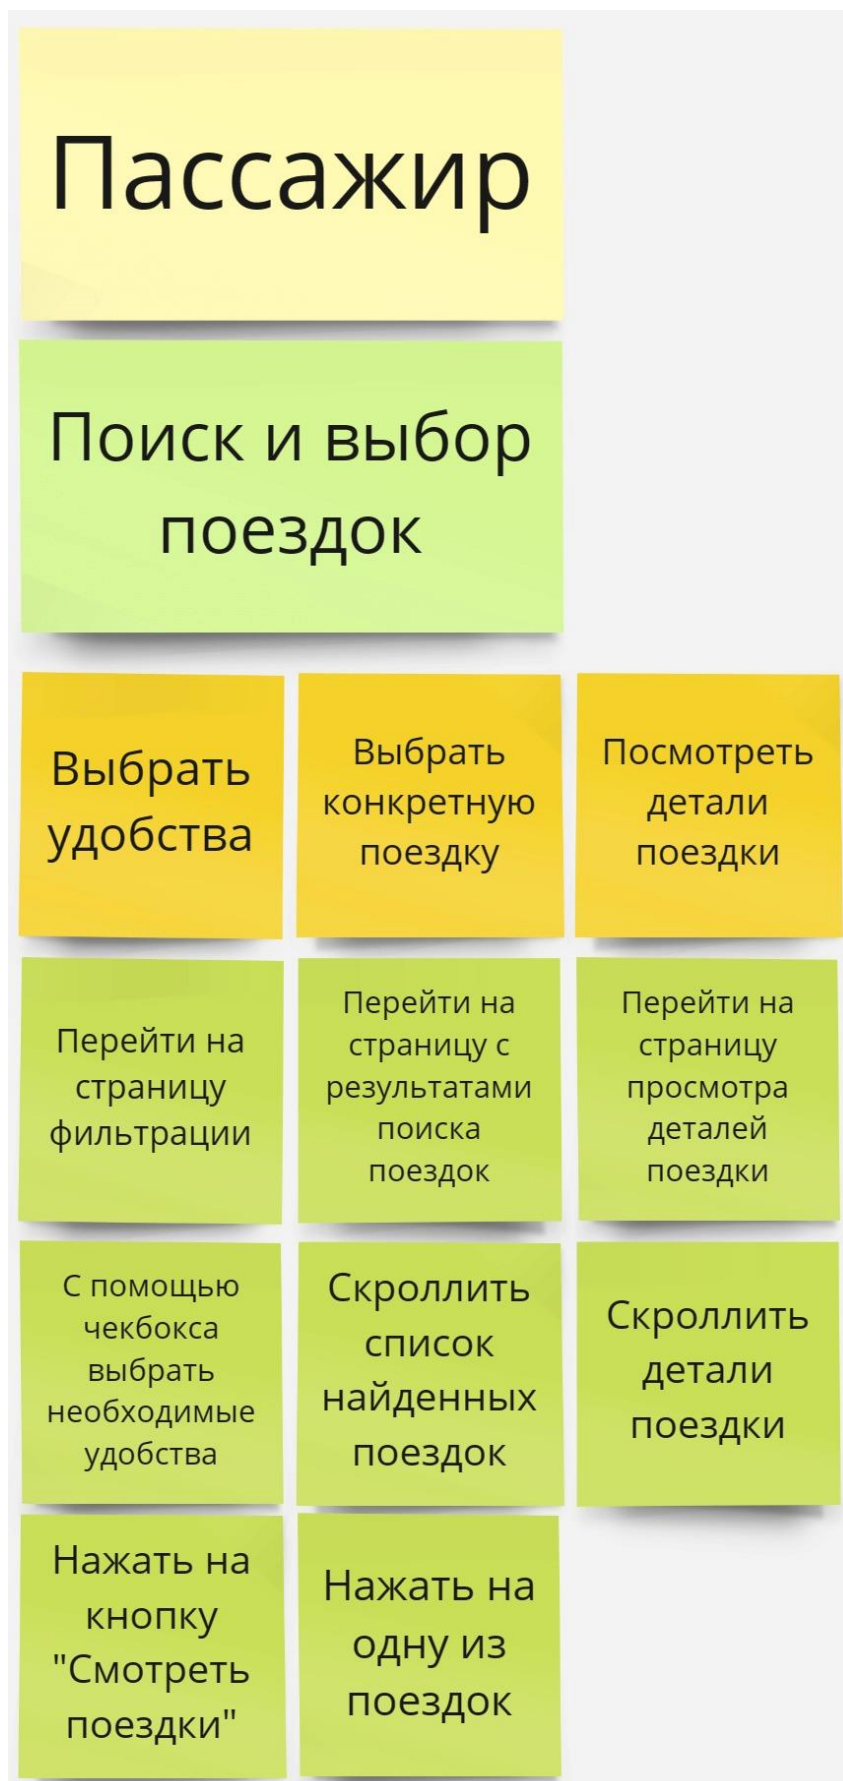 Пассажир
Поиск и выбор
поездок
Выбрать
удобства
Выбрать
конкретную
поездку
Посмотреть
детали
поездки
Перейти на
страницу
фильтрации
Перейти на
страницу с
результатами
поиска
поездок
Перейти на
страницу
просмотра
деталей
поездки
С помощью
чекбокса
выбрать
необходимые
удобства
Скроллить
список
найденных
поездок
Скроллить
детали
поездки
Нажать на
кнопку
"Смотреть
поездки"
Нажать на
одну из
поездок